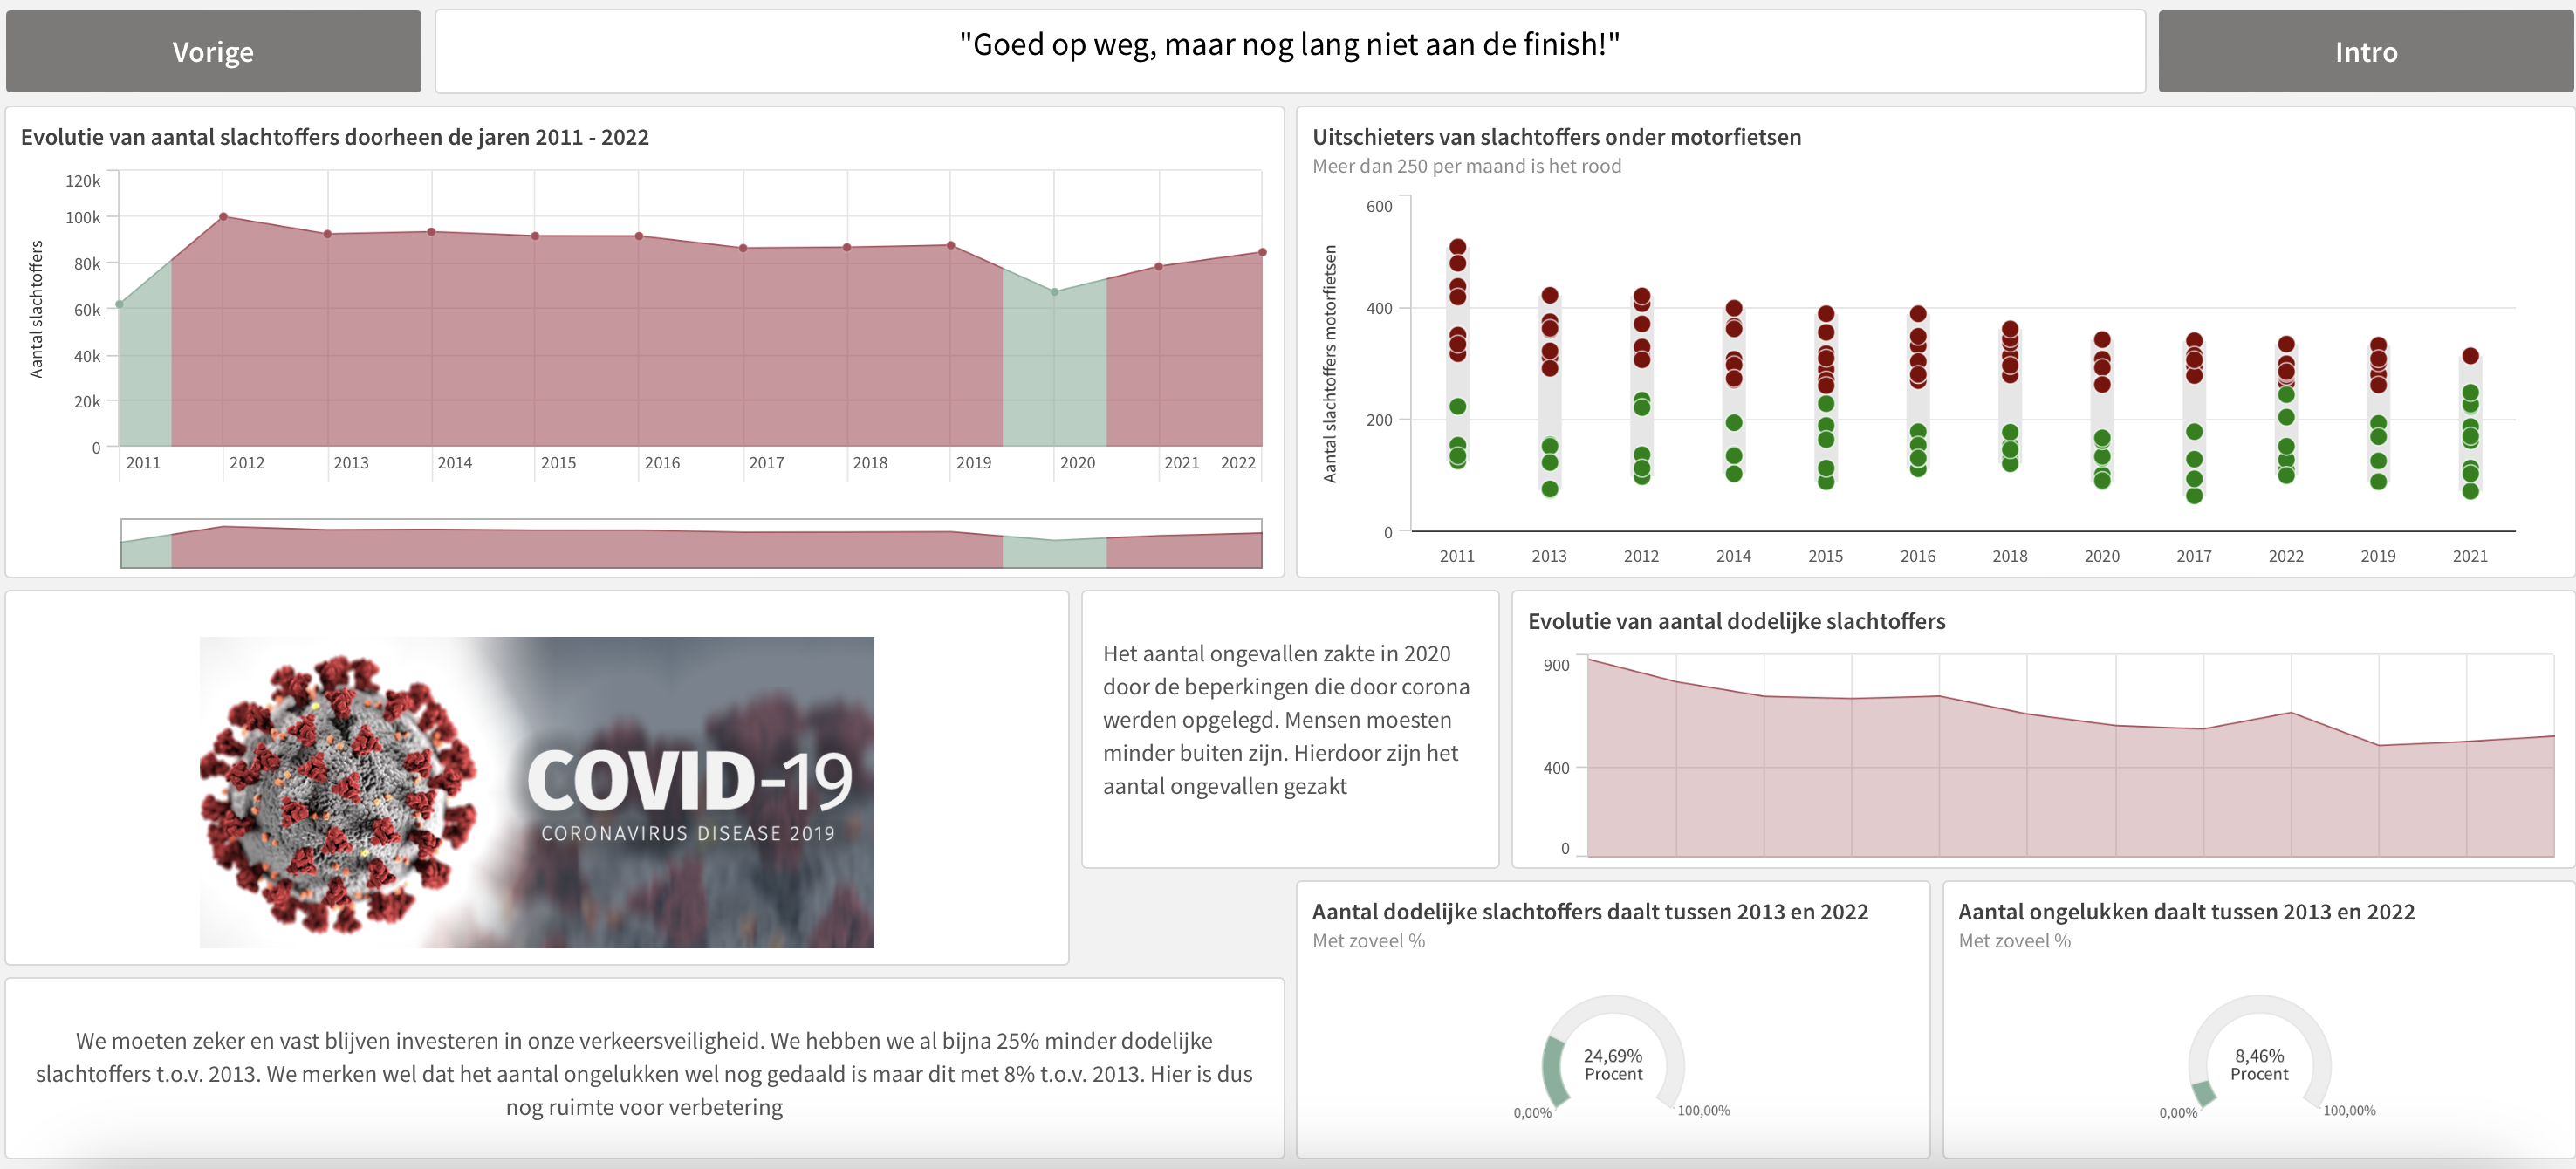 Vorige
"Goed op weg, maar nog lang niet aan de finish!"
Intro
Evolutie van aantal slachtoffers doorheen de jaren 2011 - 2022
Aantal slachtoffers
120k
100k
80k
60k
40k
20k
0
2011 2012 2013 2014 2015 2016 2017 2018 2019 2020 2021 2022
Uitschieters van slachtoffers onder motorfietsen
Meer dan 250 per maand is het rood
Aantal slachtoffers motorfietsen
600
400
200
0
2011 2013 2012 2014 2015 2016 2018 2020 2017 2022 2019 2021
COVID-19
CORONAVIRUS DISEASE 2019
Het aantal ongevallen zakte in 2020
door de beperkingen die door corona
werden opgelegd. Mensen moesten
minder buiten zijn. Hierdoor zijn het
aantal ongevallen gezakt
Evolutie van aantal dodelijke slachtoffers
900
400
0
We moeten zeker en vast blijven investeren in onze verkeersveiligheid. We hebben we al bijna 25% minder dodelijke
slachtoffers t.o.v. 2013. We merken wel dat het aantal ongelukken wel nog gedaald is maar dit met 8% t.o.v. 2013. Hier is dus
nog ruimte voor verbetering
Aantal dodelijke slachtoffers daalt tussen 2013 en 2022
Met zoveel %
24,69%
Procent
0,00%
100,00%
Aantal ongelukken daalt tussen 2013 en 2022
Met zoveel %
8,46%
Procent
0,00%
100,00%